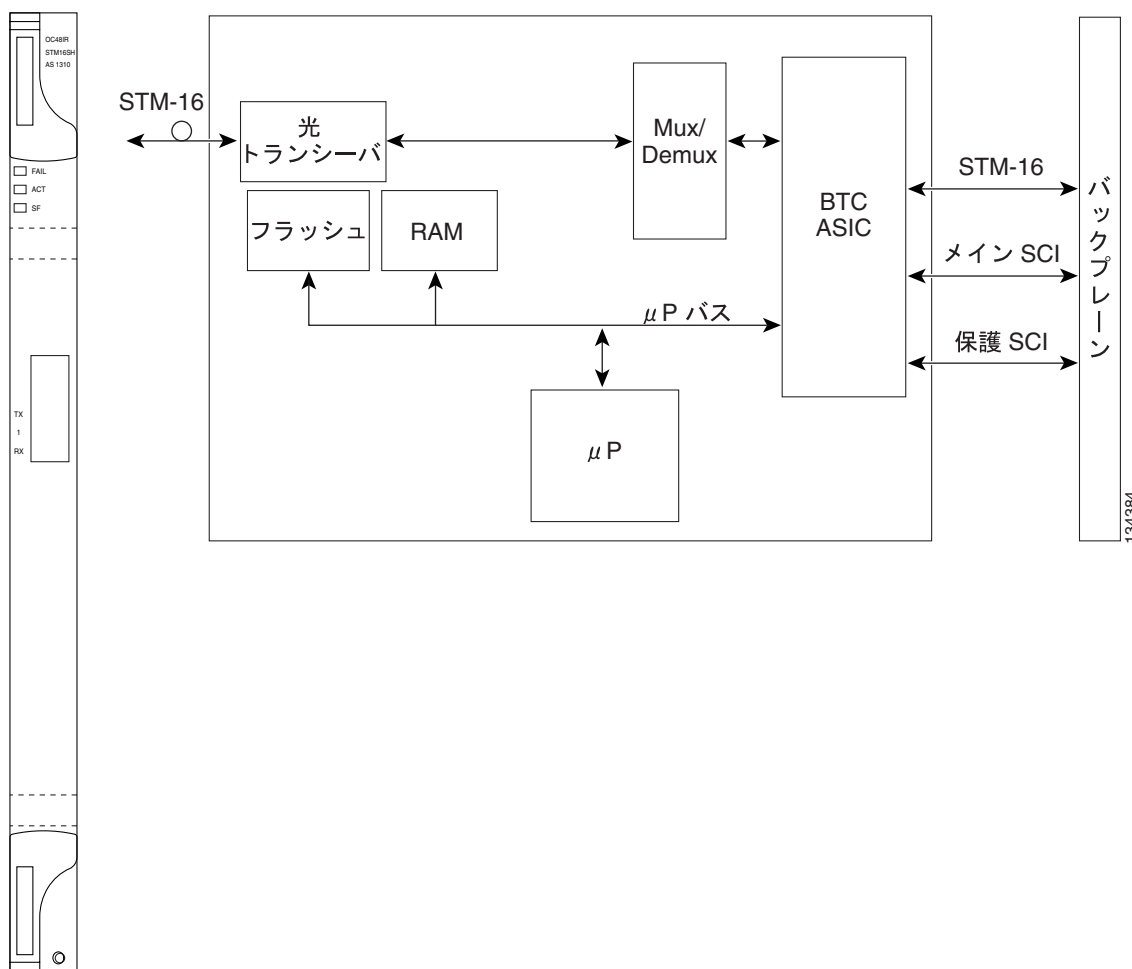 OC48IR
STM16SH
AS 1310
FAIL
ACT
SF
TX
1
RX
STM-16
光
トランシーバ
Mux/
Demux
BTC
ASIC
フラッシュ
RAM
μP バス
μP
STM-16
メイン SCI
保護 SCI
バックプレーン
134384